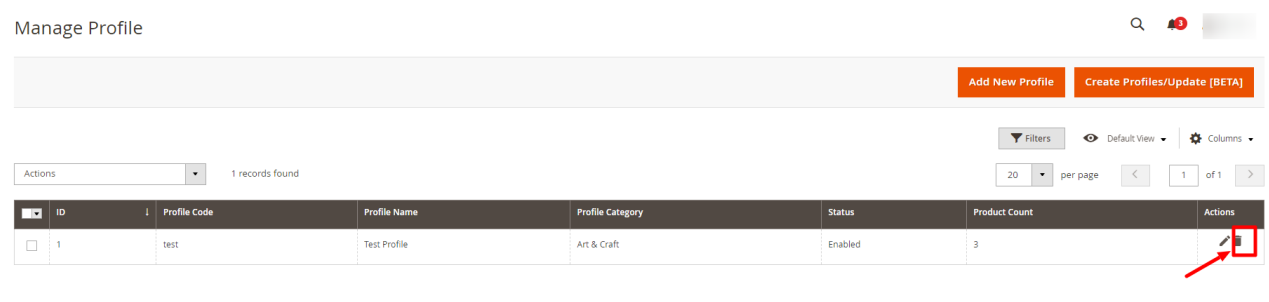 Manage Profile
3
Add New Profile Create Profiles/Update [BETA]
Filters Default View Columns
Actions 1 records found 20 per page 1 of 1
ID Profile Code Profile Name Profile Category Status Product Count Actions
1 test Test Profile Art & Craft Enabled 3